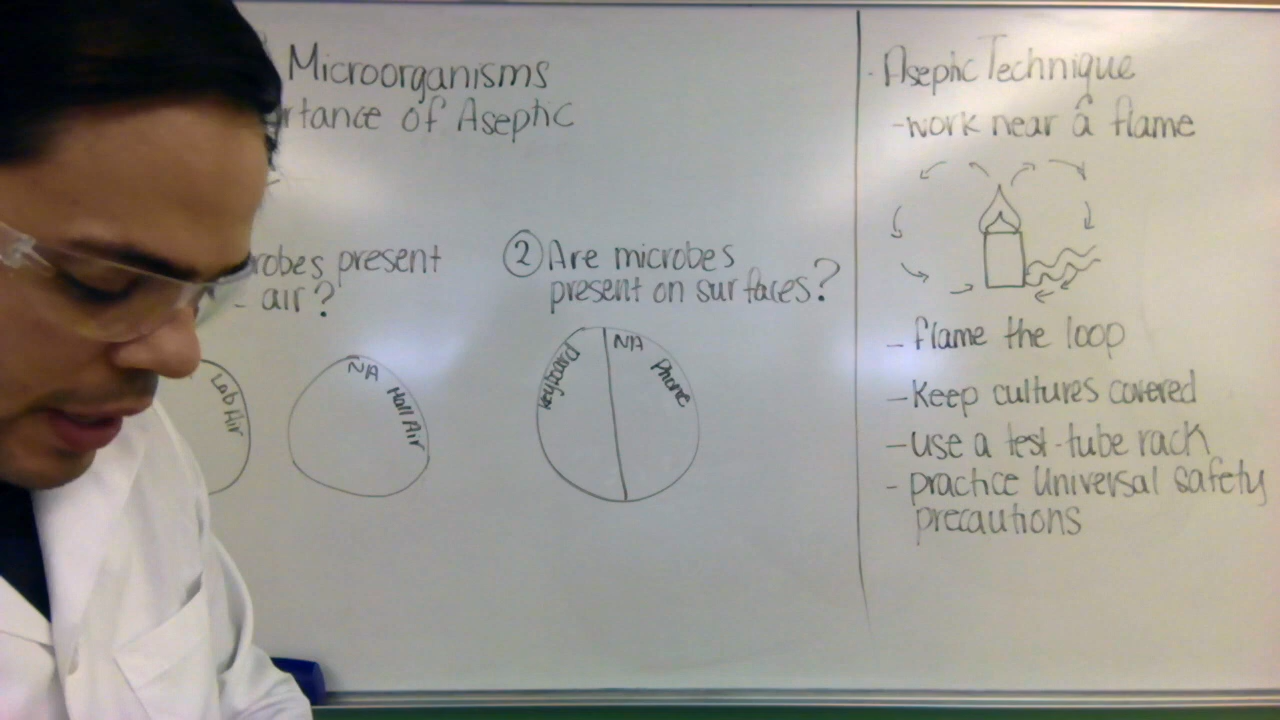 Microorganisms
rtance of Aseptic
robes present
air?
Lab Air
NA
Hall Air
② Are microbes
present on surfaces?
Keyboard
NA
Phone
· Aseptic Technique
- work near a flame
- flame the loop
- Keep cultures covered
- use a test-tube rack
- practice Universal safety
precautions